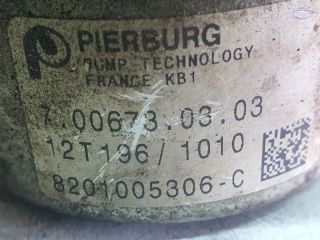 PIERBURG
PUMP TECHNOLOGY
FRANCE KB1
7.00673.03.03
12T196/1010
8201005306-C